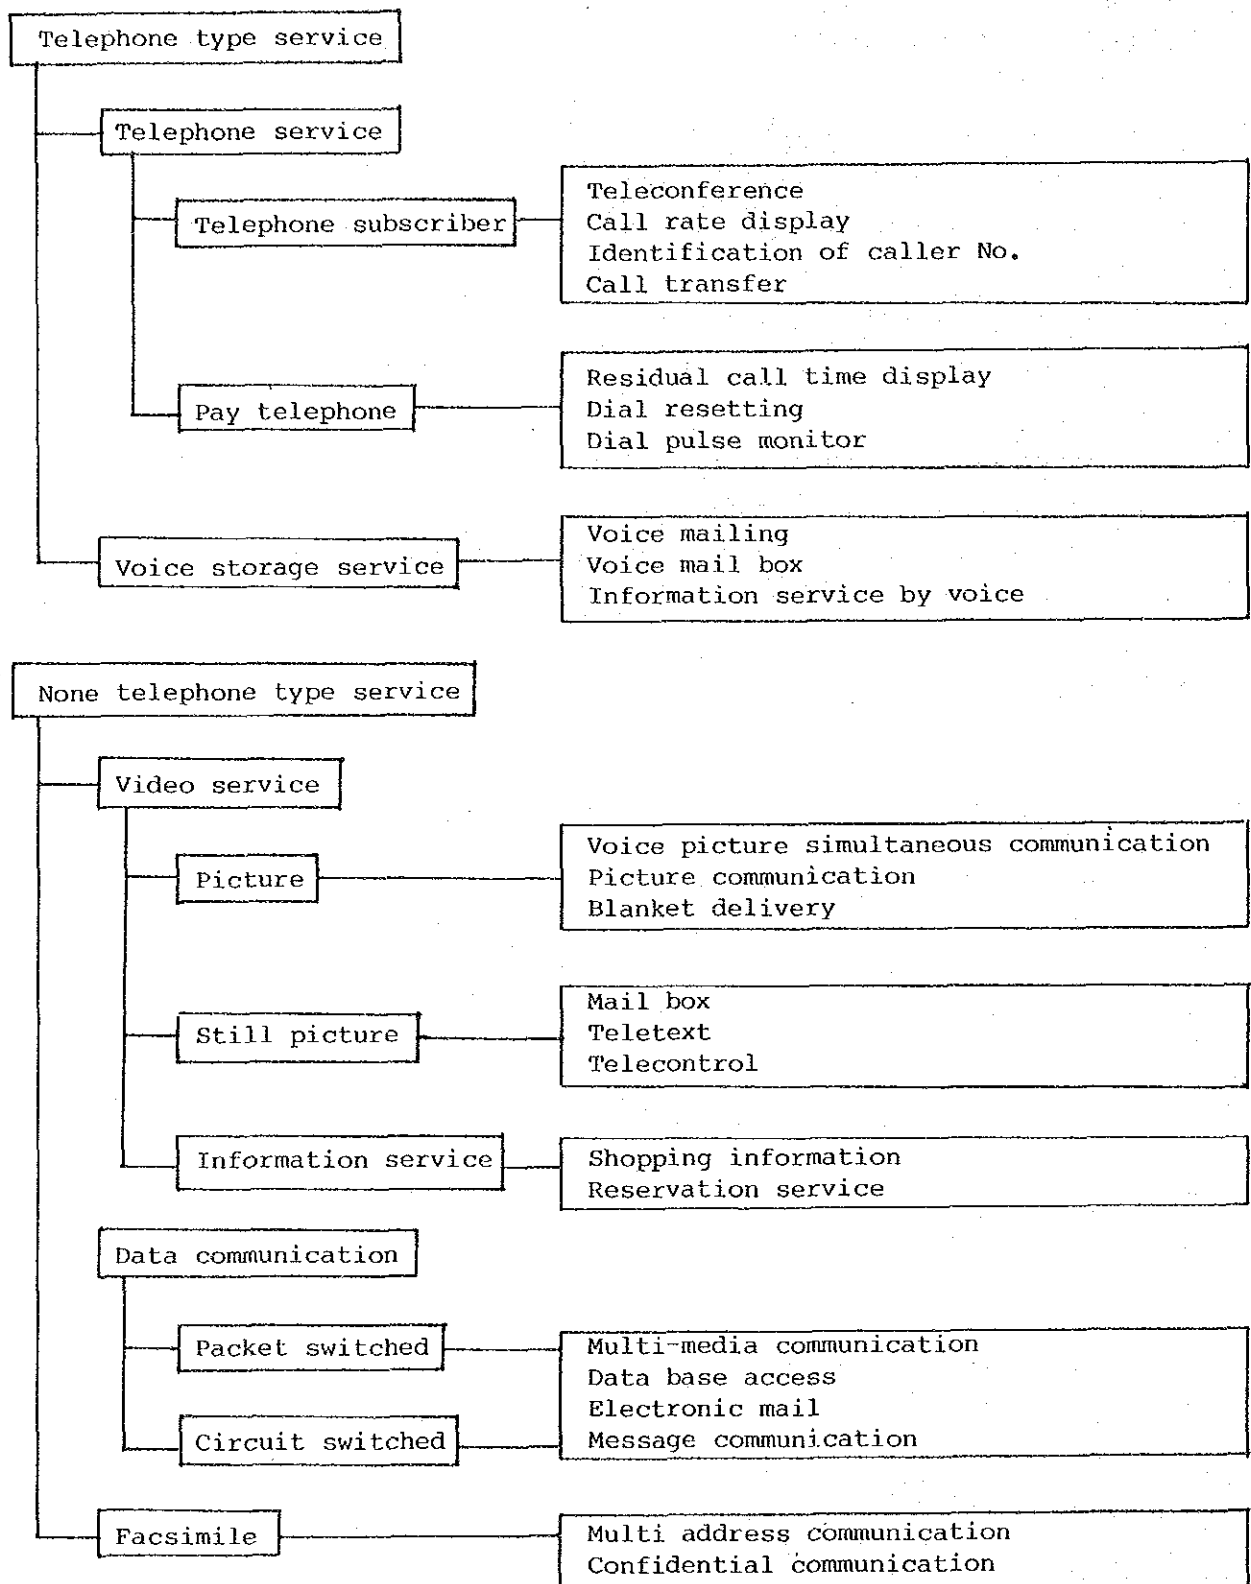 Telephone type service
Telephone service
Telephone subscriber
Teleconference
Call rate display
Identification of caller No.
Call transfer
Pay telephone
Residual call time display
Dial resetting
Dial pulse monitor
Voice storage service
Voice mailing
Voice mail box
Information service by voice
None telephone type service
Video service
Picture
Voice picture simultaneous communication
Picture communication
Blanket delivery
Still picture
Mail box
Teletext
Telecontrol
Information service
Shopping information
Reservation service
Data communication
Packet switched
Multi-media communication
Data base access
Electronic mail
Circuit switched
Message communication
Facsimile
Multi address communication
Confidential communication